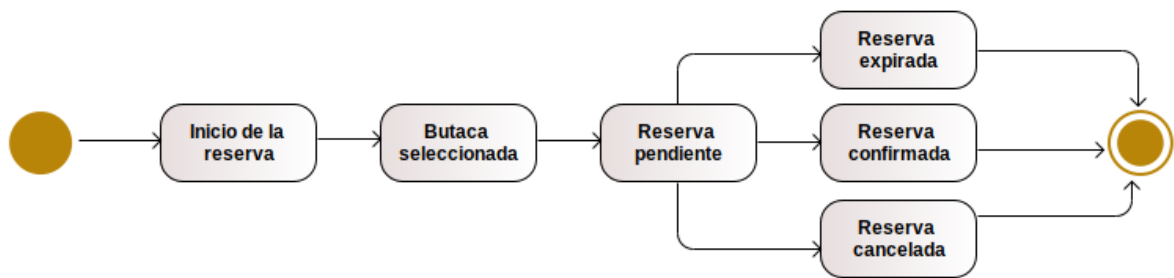 Inicio de la
reserva
Butaca
seleccionada
Reserva
pendiente
Reserva
expirada
Reserva
confirmada
Reserva
cancelada